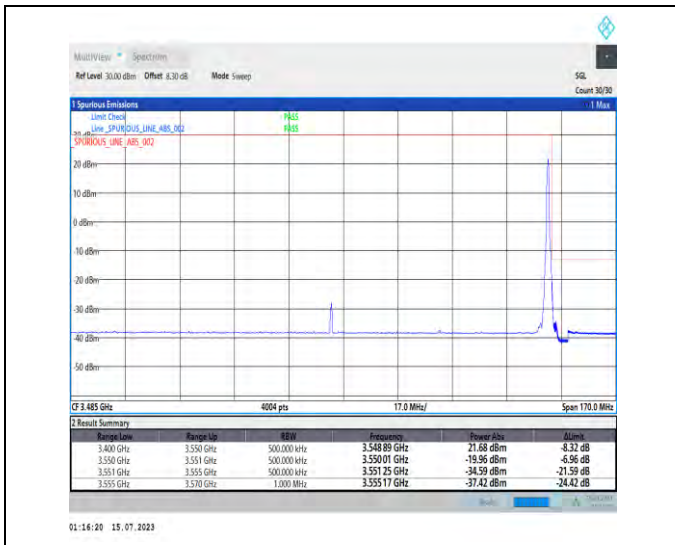 MultiView Spectrum
Ref Level 30.00 dBm Offset 8.30 dB Mode Sweep SGL
Count 30/30
1 Spurious Emissions 1 Max
Limit Check PASS
Line _SPURIOUS_LINE_ABS_002 PASS
SPURIOUS_LINE_ABS_002
20 dBm
10 dBm
0 dBm
-10 dBm
-20 dBm
-30 dBm
-40 dBm
-50 dBm
CF 3.485 GHz 4004 pts 17.0 MHz/ Span 170.0 MHz
2 Result Summary
Range Low Range Up RBW Frequency Power Abs ΔLimit
3.400 GHz 3.550 GHz 500.000 kHz 3.548 89 GHz 21.68 dBm -8.32 dB
3.550 GHz 3.551 GHz 500.000 kHz 3.550 01 GHz -19.96 dBm -6.96 dB
3.551 GHz 3.555 GHz 500.000 kHz 3.551 25 GHz -34.59 dBm -21.59 dB
3.555 GHz 3.570 GHz 1.000 MHz 3.555 17 GHz -37.42 dBm -24.42 dB
01:16:20 15.07.2023